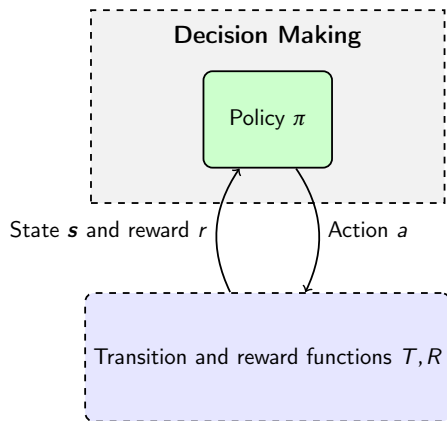 Decision Making
Policy π
State s and reward r
Action a
Transition and reward functions T, R